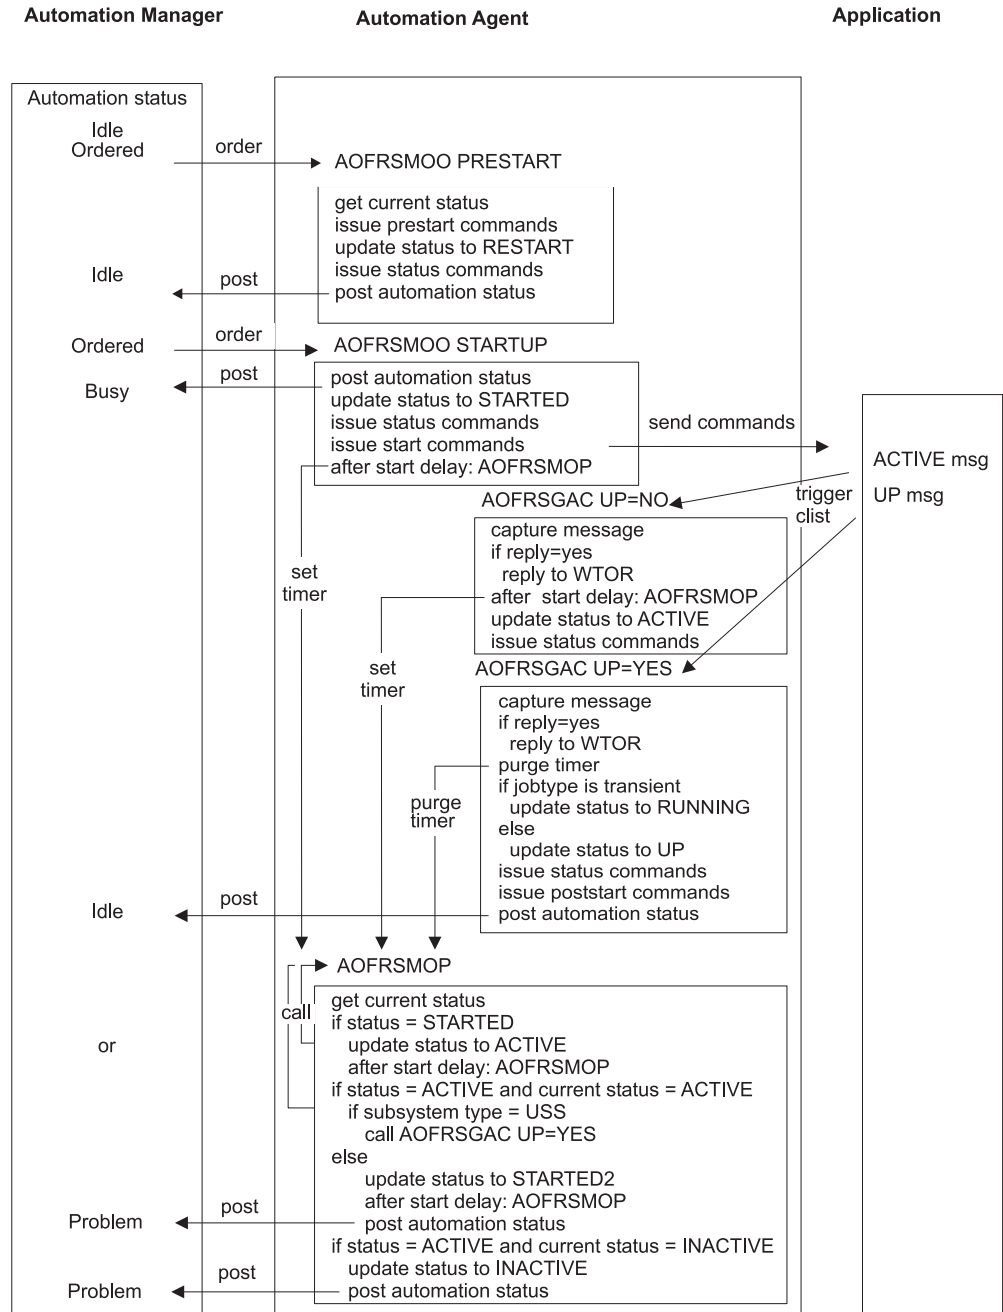 Automation Manager
Automation Agent
Application
Automation status
Idle
Ordered
order
AOFRSMOO PRESTART
get current status
issue prestart commands
update status to RESTART
issue status commands
post automation status
Idle
post
Ordered
order
AOFRSMOO STARTUP
post
Busy
post automation status
update status to STARTED
issue status commands
issue start commands
after start delay: AOFRSMOP
send commands
ACTIVE msg
UP msg
trigger
clist
AOFRSGAC UP=NO
capture message
if reply=yes
reply to WTOR
after start delay: AOFRSMOP
update status to ACTIVE
issue status commands
set
timer
set
timer
AOFRSGAC UP=YES
capture message
if reply=yes
reply to WTOR
purge timer
if jobtype is transient
update status to RUNNING
else
update status to UP
issue status commands
issue poststart commands
post automation status
purge
timer
Idle
post
AOFRSMOP
call
or
get current status
if status = STARTED
update status to ACTIVE
after start delay: AOFRSMOP
if status = ACTIVE and current status = ACTIVE
if subsystem type = USS
call AOFRSGAC UP=YES
else
update status to STARTED2
after start delay: AOFRSMOP
post automation status
Problem
post
if status = ACTIVE and current status = INACTIVE
update status to INACTIVE
post automation status
Problem
post